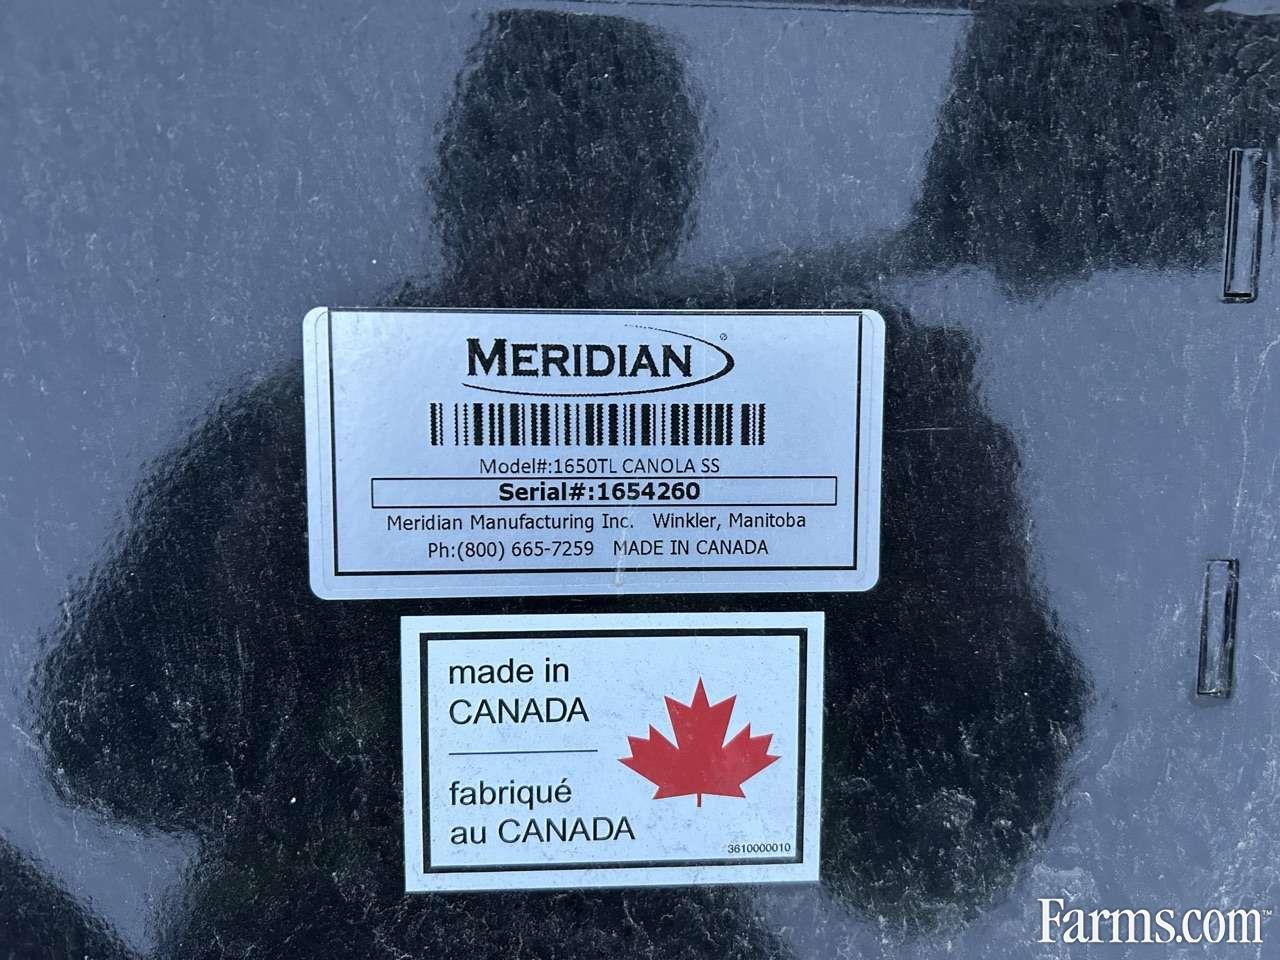 MERIDIAN®
Model#:1650TL CANOLA SS
Serial#:1654260
Meridian Manufacturing Inc. Winkler, Manitoba
Ph:(800) 665-7259 MADE IN CANADA
made in
CANADA
fabriqué
au CANADA
3610000010
Farms.com™